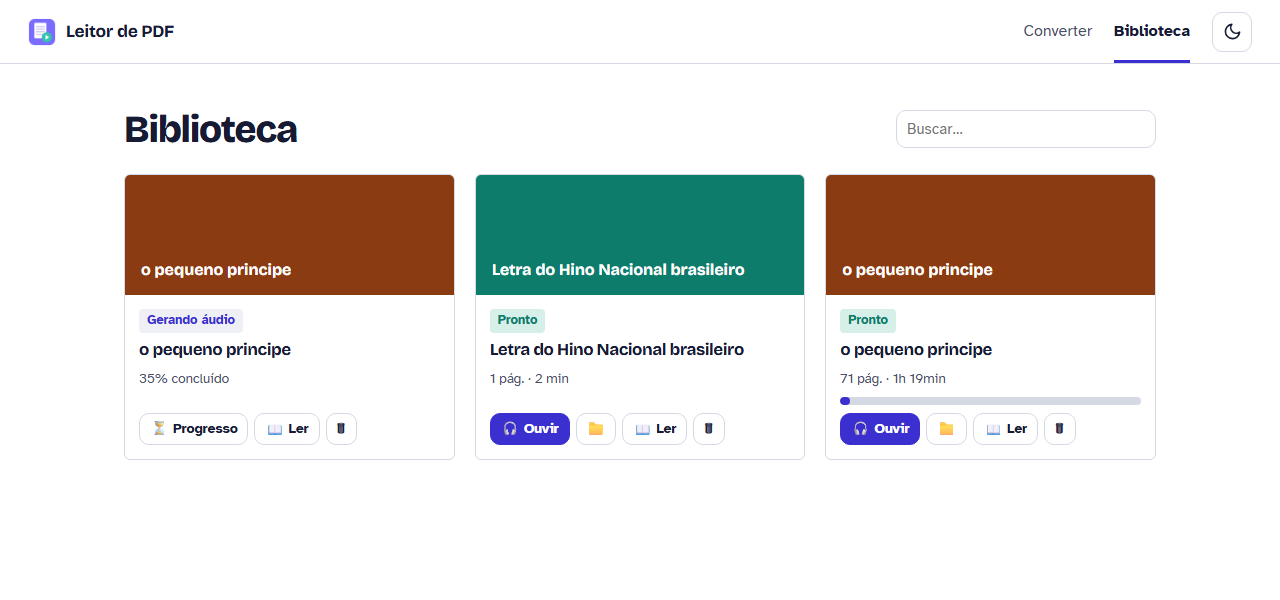 Leitor de PDF
Converter
Biblioteca
Biblioteca
Buscar...
o pequeno principe
Gerando áudio
o pequeno principe
35% concluído
Progresso
Ler
Letra do Hino Nacional brasileiro
Pronto
Letra do Hino Nacional brasileiro
1 pág. · 2 min
Ouvir
Ler
o pequeno principe
Pronto
o pequeno principe
71 pág. · 1h 19min
Ouvir
Ler